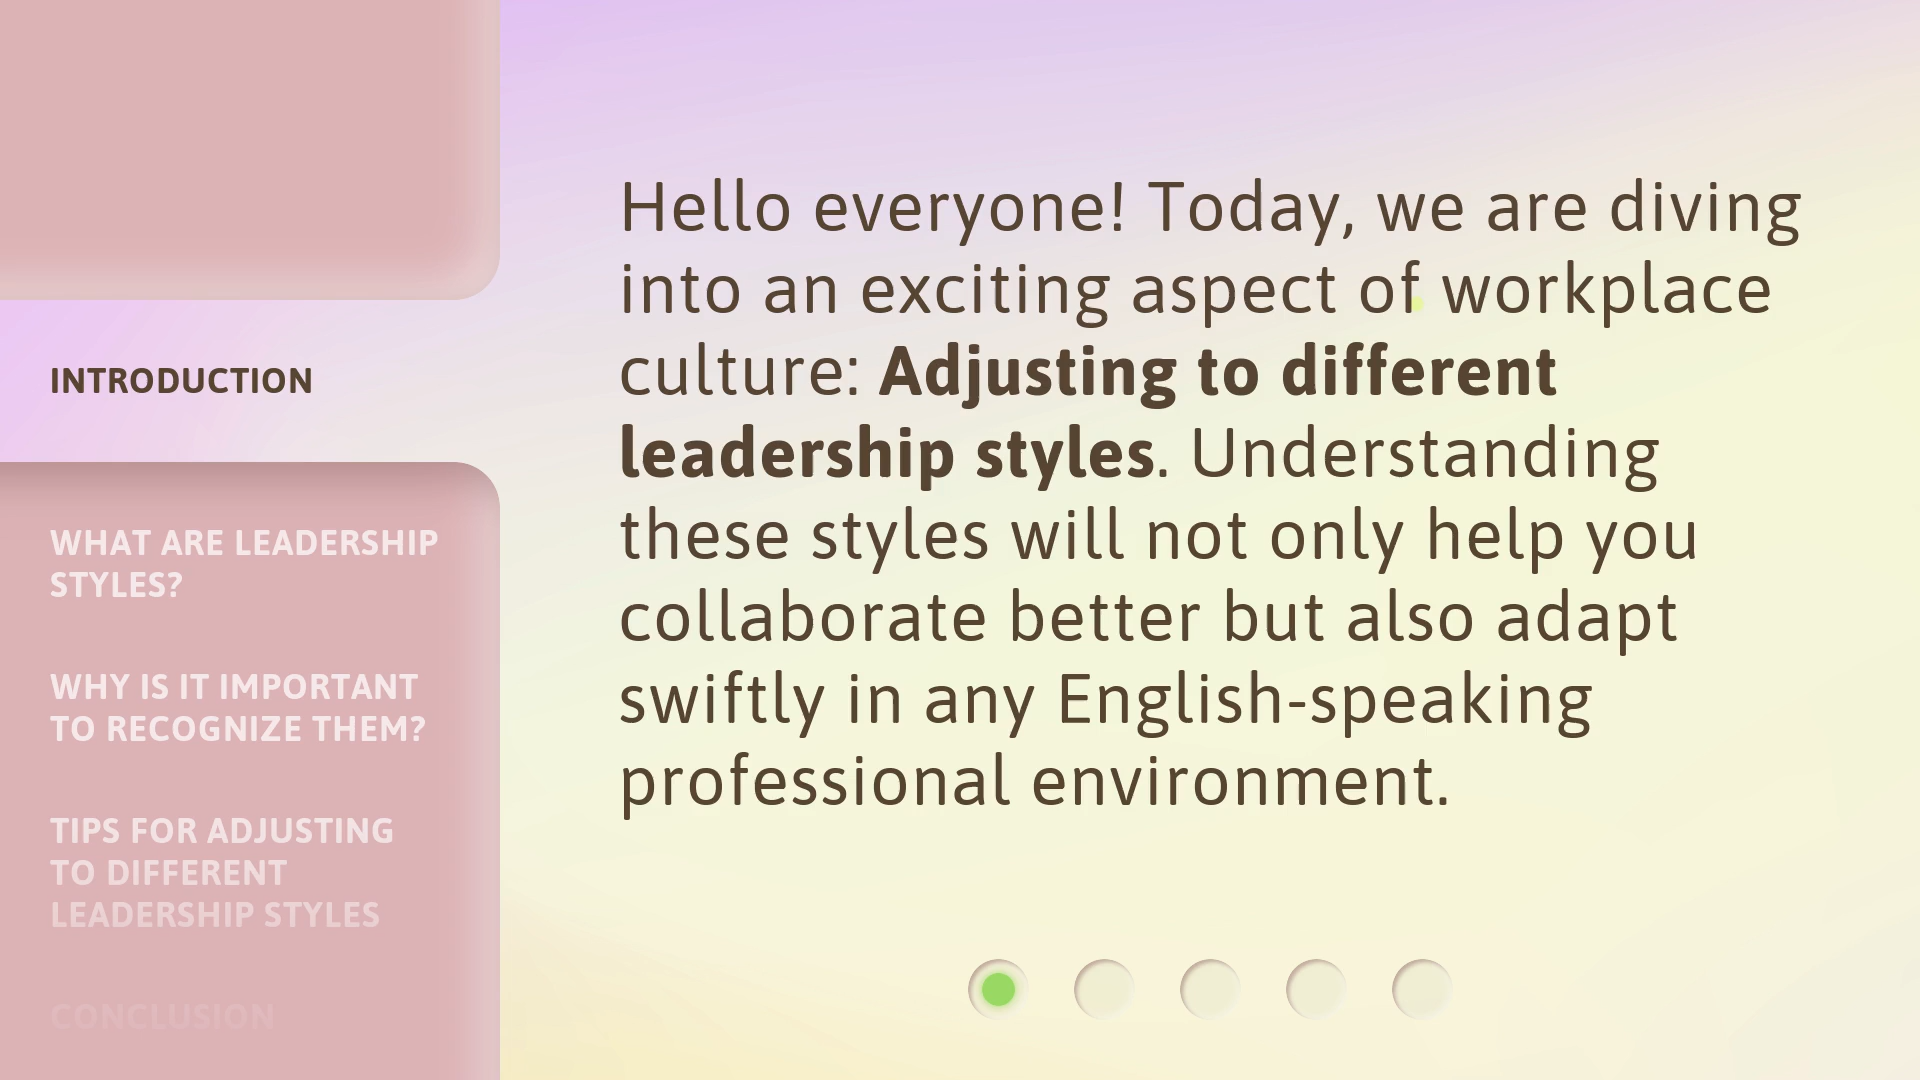 INTRODUCTION
WHAT ARE LEADERSHIP
STYLES?
WHY IS IT IMPORTANT
TO RECOGNIZE THEM?
TIPS FOR ADJUSTING
TO DIFFERENT
LEADERSHIP STYLES
CONCLUSION
Hello everyone! Today, we are diving
into an exciting aspect of workplace
culture: Adjusting to different
leadership styles. Understanding
these styles will not only help you
collaborate better but also adapt
swiftly in any English-speaking
professional environment.